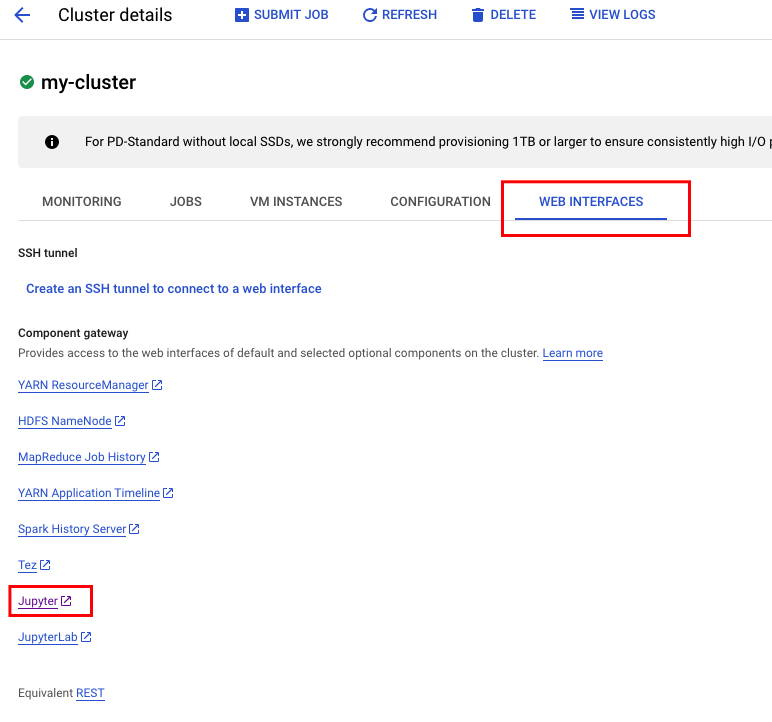 Cluster details SUBMIT JOB REFRESH DELETE VIEW LOGS
my-cluster
For PD-Standard without local SSDs, we strongly recommend provisioning 1TB or larger to ensure consistently high I/O
MONITORING JOBS VM INSTANCES CONFIGURATION WEB INTERFACES
SSH tunnel
Create an SSH tunnel to connect to a web interface
Component gateway
Provides access to the web interfaces of default and selected optional components on the cluster. Learn more
YARN ResourceManager
HDFS NameNode
MapReduce Job History
YARN Application Timeline
Spark History Server
Tez
Jupyter
JupyterLab
Equivalent REST